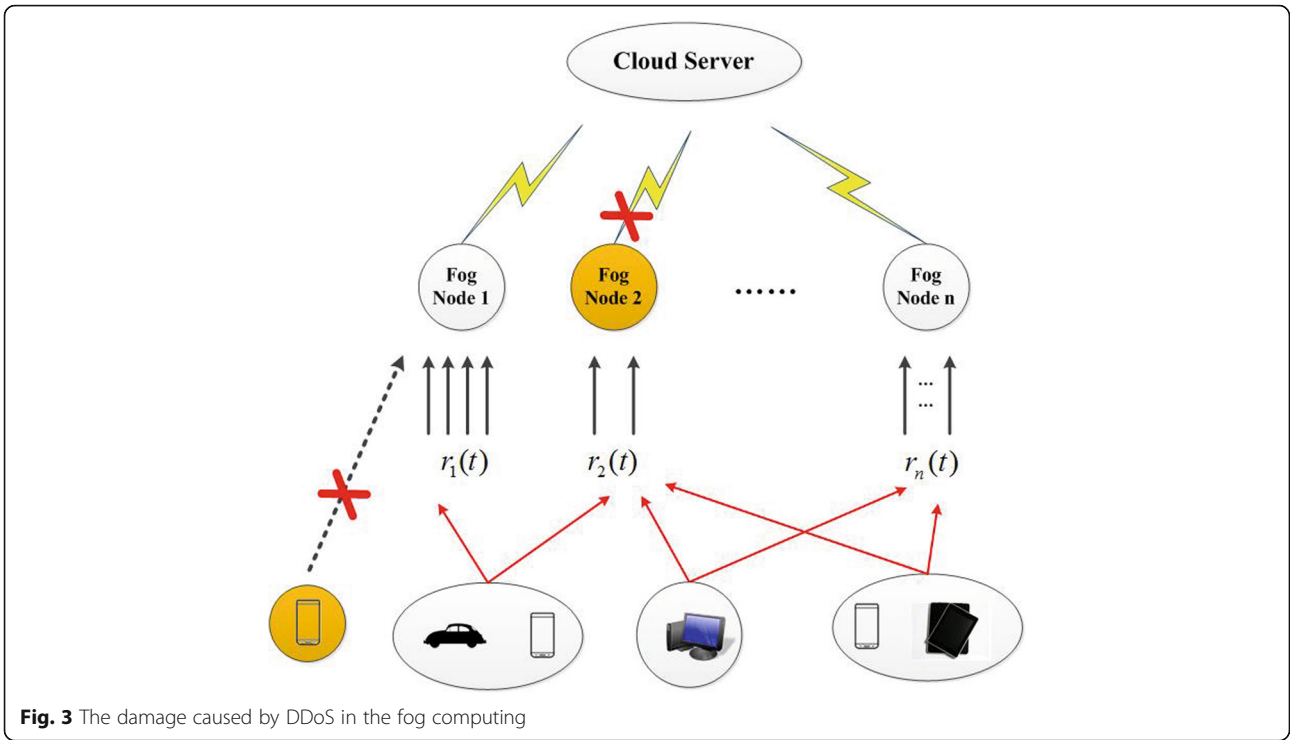 Cloud Server
Fog
Node 1
Fog
Node 2
......
Fog
Node n
...
...
r₁(t)
r₂(t)
rₙ(t)
Fig. 3 The damage caused by DDoS in the fog computing